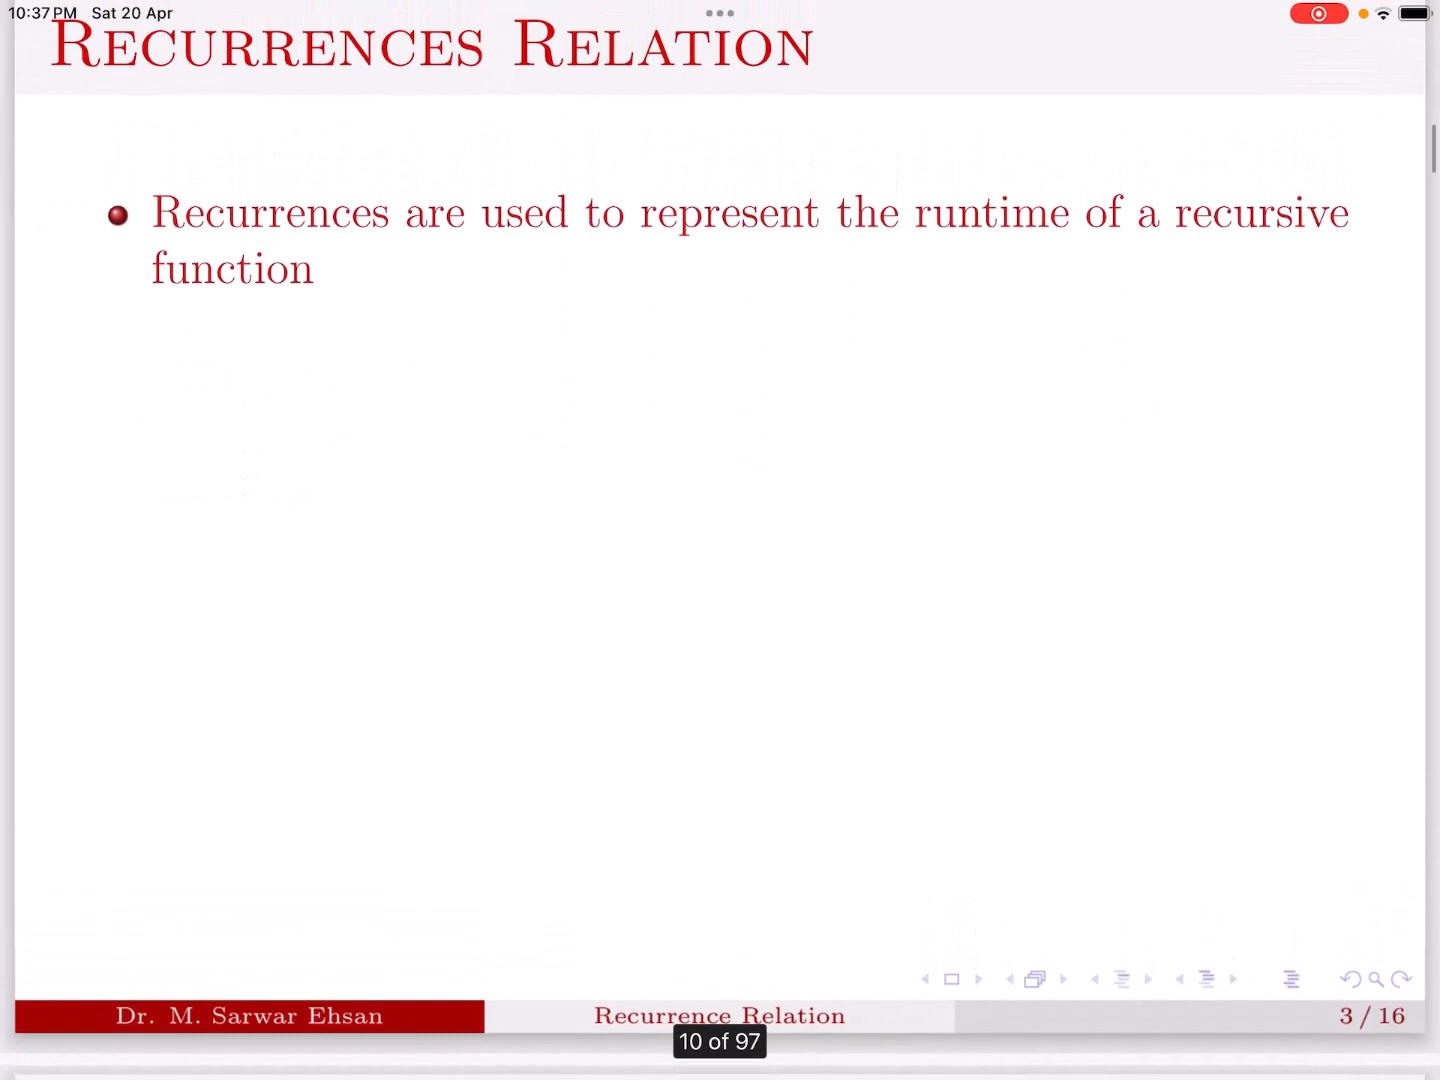 10:37 PM Sat 20 Apr
RECURRENCES RELATION
Recurrences are used to represent the runtime of a recursive
function
Dr. M. Sarwar Ehsan Recurrence Relation 3 / 16
10 of 97